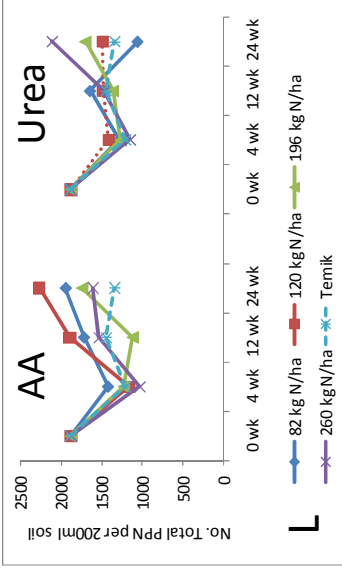 AA
Urea
No. Total PPN per 200ml soil
2500
2000
1500
1000
500
0
0 wk 4 wk 12 wk 24 wk 0 wk 4 wk 12 wk 24 wk
L
82 kg N/ha 120 kg N/ha 196 kg N/ha
260 kg N/ha Temik